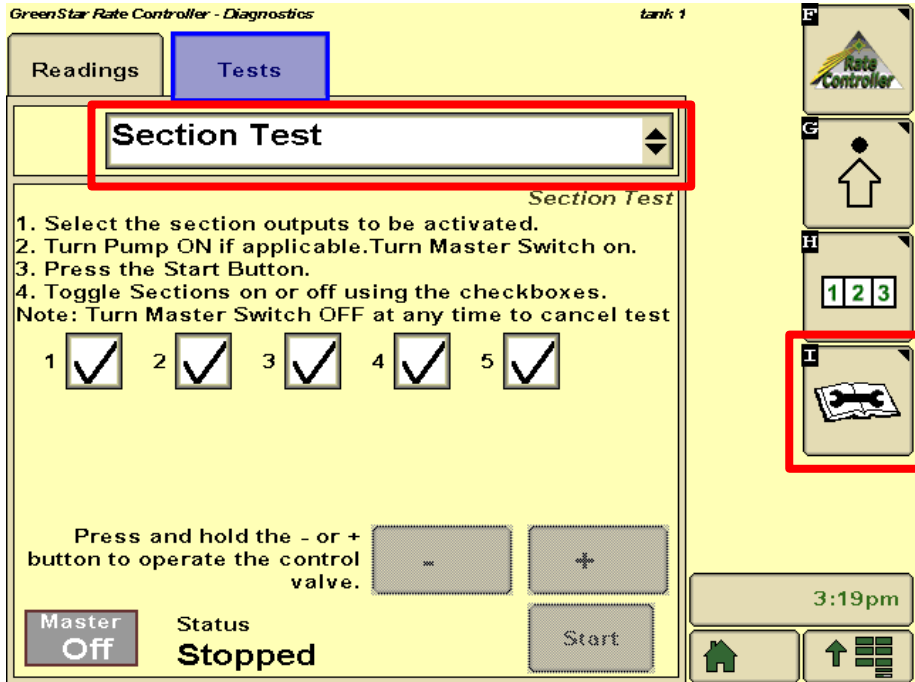 GreenStar Rate Controller - Diagnostics tank 1
Readings Tests
Section Test
Section Test
1. Select the section outputs to be activated.
2. Turn Pump ON if applicable.Turn Master Switch on.
3. Press the Start Button.
4. Toggle Sections on or off using the checkboxes.
Note: Turn Master Switch OFF at any time to cancel test
1 2 3 4 5
Press and hold the - or +
button to operate the control
valve.
- +
Master
Off
Status
Stopped
Start
F
Rate
Controller
G
H
1 2 3
I
3:19pm